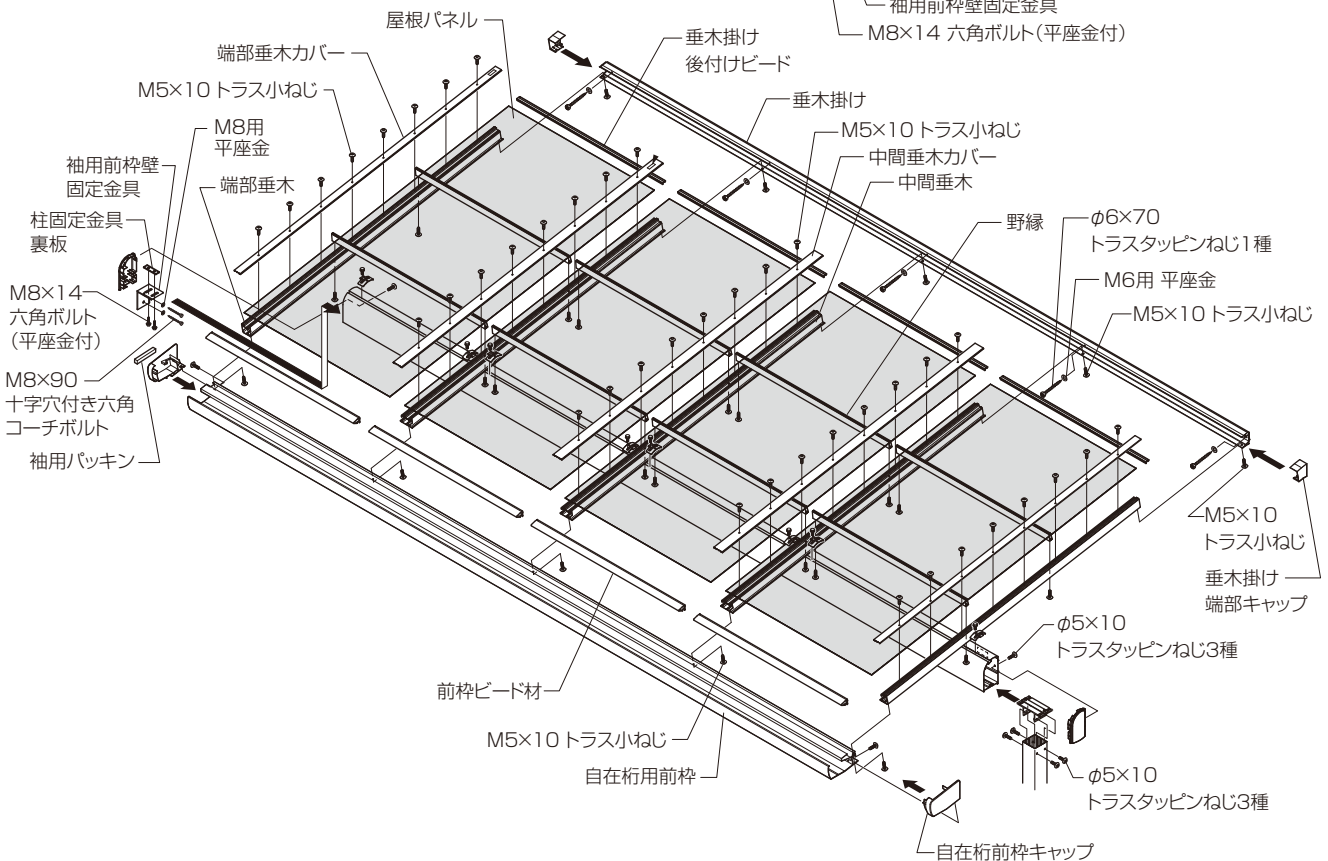 袖用前枠壁固定金具
M8×14 六角ボルト(平座金付)
屋根パネル
端部垂木カバー
M5×10 トラス小ねじ
M8用
平座金
袖用前枠壁
固定金具
端部垂木
柱固定金具
裏板
M8×14
六角ボルト
(平座金付)
M8×90
十字穴付き六角
コーチボルト
袖用パッキン
垂木掛け
後付けビード
垂木掛け
M5×10 トラス小ねじ
中間垂木カバー
中間垂木
野縁
φ6×70
トラスタッピンねじ1種
M6用 平座金
M5×10 トラス小ねじ
M5×10
トラス小ねじ
垂木掛け
端部キャップ
φ5×10
トラスタッピンねじ3種
前枠ビード材
M5×10 トラス小ねじ
自在桁用前枠
φ5×10
トラスタッピンねじ3種
自在桁前枠キャップ